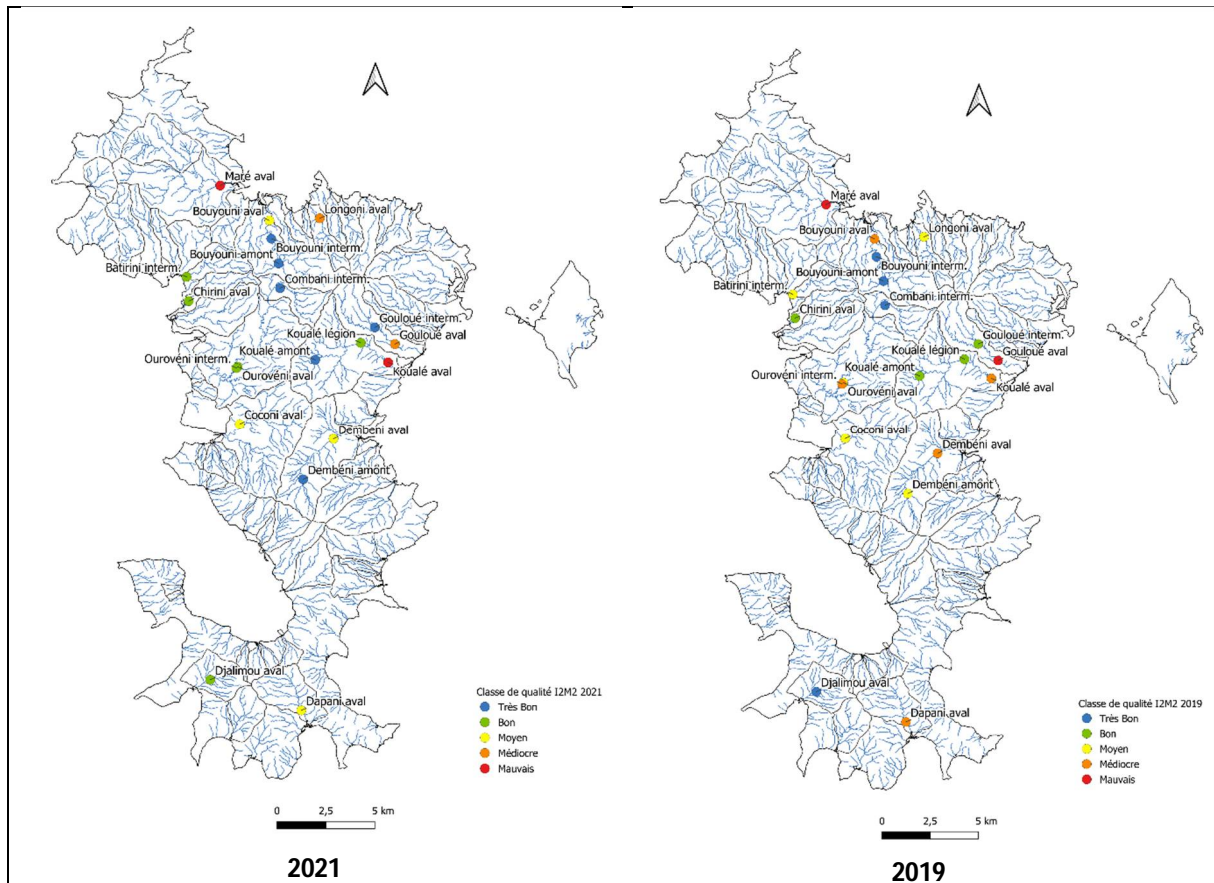 Maré aval
Bouyouni aval
Longoni aval
Bouyouni interm.
Bouyouni amont
Batirini interm.
Combani interm.
Chirini aval
Gouloué interm.
Koualé légion
Gouloué aval
Ourovéni interm.
Koualé amont
Koualé aval
Ourovéni aval
Coconi aval
Dembéni aval
Dembéni amont
Djalimou aval
Dapani aval
Classe de qualité I2M2 2021
Très Bon
Bon
Moyen
Médiocre
Mauvais
0 2,5 5 km
2021
Maré aval
Bouyouni aval
Longoni aval
Bouyouni interm.
Bouyouni amont
Batirini interm.
Combani interm.
Chirini aval
Gouloué interm.
Koualé légion
Gouloué aval
Koualé amont
Ourovéni interm.
Koualé aval
Ourovéni aval
Coconi aval
Dembéni aval
Dembéni amont
Djalimou aval
Dapani aval
Classe de qualité I2M2 2019
Très Bon
Bon
Moyen
Médiocre
Mauvais
0 2,5 5 km
2019